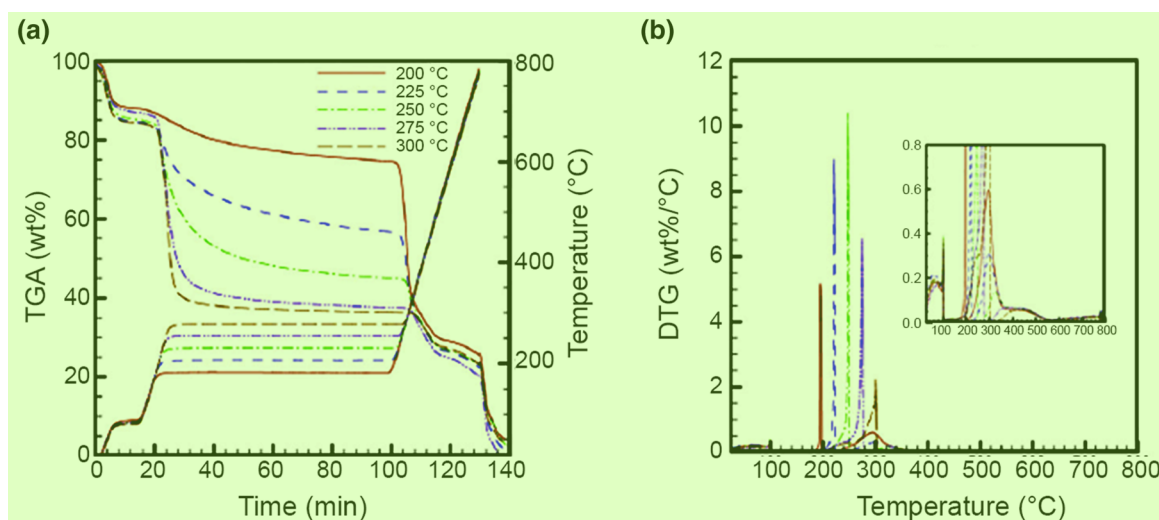 (a)
100
80
60
40
20
0
TGA (wt%)
0 20 40 60 80 100 120 140
Time (min)
800
600
400
200
0
Temperature (°C)
200 °C
225 °C
250 °C
275 °C
300 °C
(b)
12
10
8
6
4
2
0
DTG (wt%/°C)
100 200 300 400 500 600 700 800
Temperature (°C)
0.8
0.6
0.4
0.2
0.0
100 200 300 400 500 600 700 800